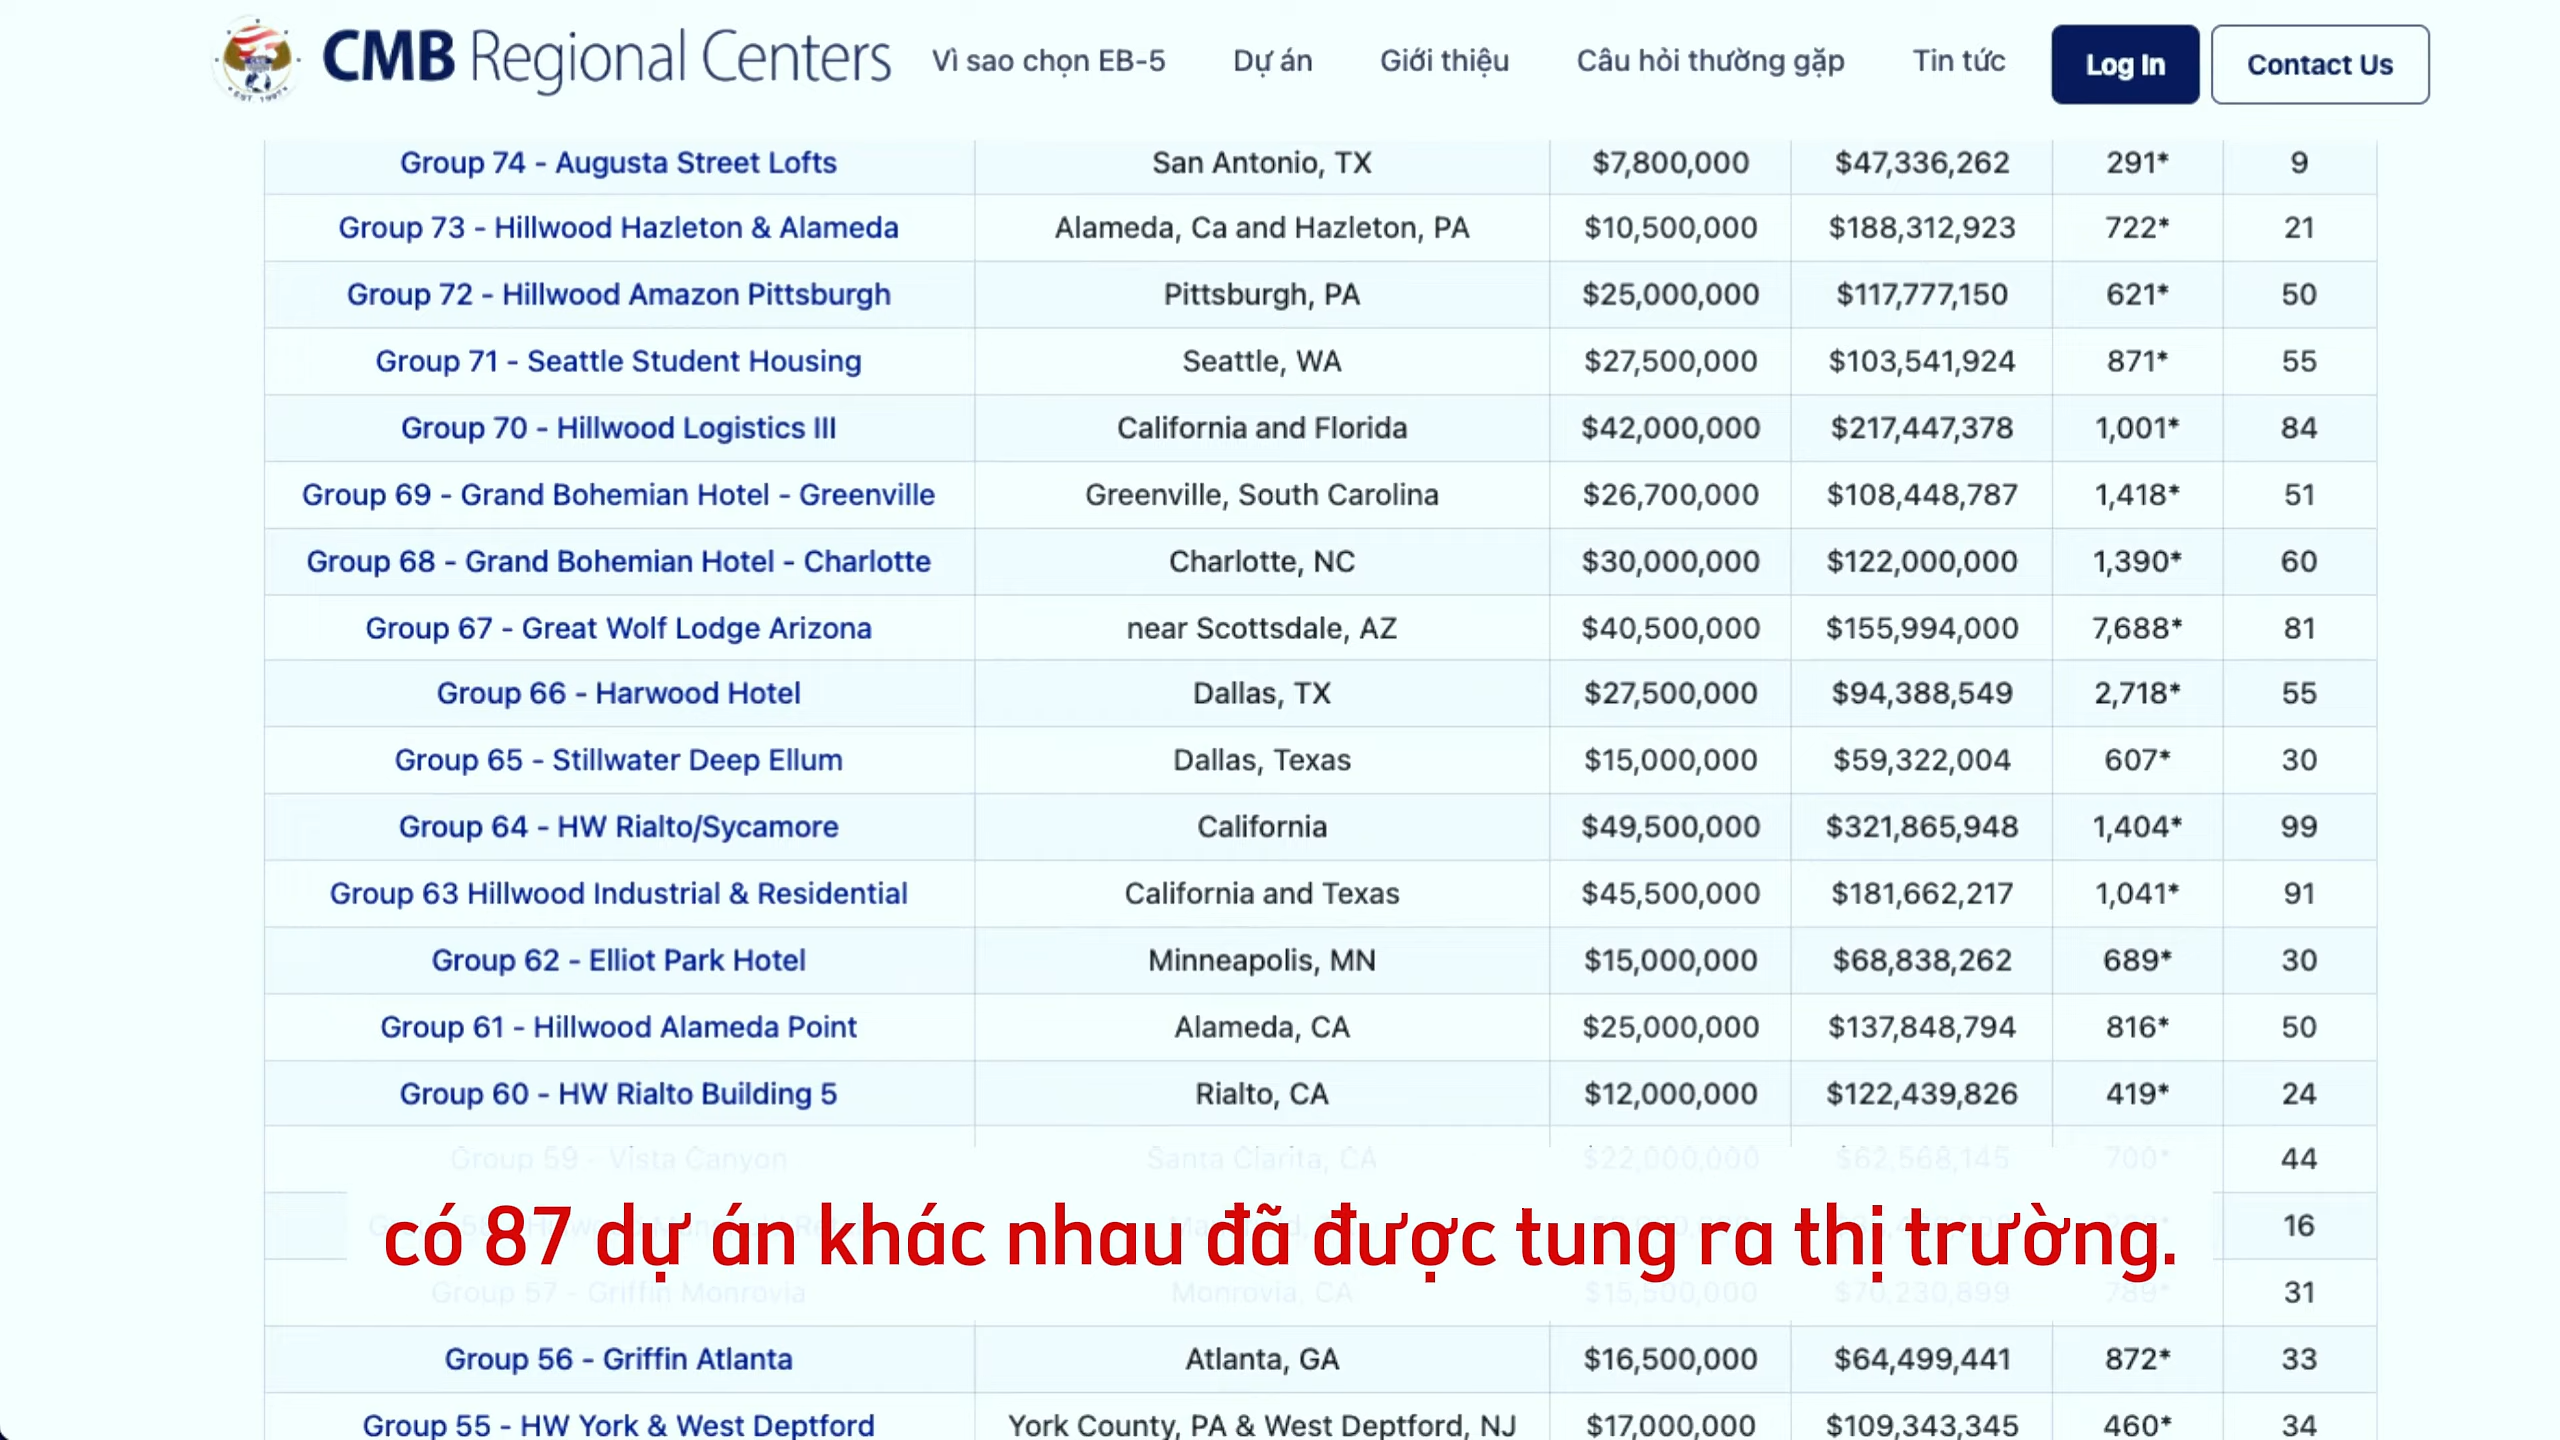 CMB Regional Centers Vì sao chọn EB-5 Dự án Giới thiệu Câu hỏi thường gặp Tin tức Log In Contact Us
EST 1997
Group 74 - Augusta Street Lofts San Antonio, TX $7,800,000 $47,336,262 291* 9
Group 73 - Hillwood Hazleton & Alameda Alameda, Ca and Hazleton, PA $10,500,000 $188,312,923 722* 21
Group 72 - Hillwood Amazon Pittsburgh Pittsburgh, PA $25,000,000 $117,777,150 621* 50
Group 71 - Seattle Student Housing Seattle, WA $27,500,000 $103,541,924 871* 55
Group 70 - Hillwood Logistics III California and Florida $42,000,000 $217,447,378 1,001* 84
Group 69 - Grand Bohemian Hotel - Greenville Greenville, South Carolina $26,700,000 $108,448,787 1,418* 51
Group 68 - Grand Bohemian Hotel - Charlotte Charlotte, NC $30,000,000 $122,000,000 1,390* 60
Group 67 - Great Wolf Lodge Arizona near Scottsdale, AZ $40,500,000 $155,994,000 7,688* 81
Group 66 - Harwood Hotel Dallas, TX $27,500,000 $94,388,549 2,718* 55
Group 65 - Stillwater Deep Ellum Dallas, Texas $15,000,000 $59,322,004 607* 30
Group 64 - HW Rialto/Sycamore California $49,500,000 $321,865,948 1,404* 99
Group 63 Hillwood Industrial & Residential California and Texas $45,500,000 $181,662,217 1,041* 91
Group 62 - Elliot Park Hotel Minneapolis, MN $15,000,000 $68,838,262 689* 30
Group 61 - Hillwood Alameda Point Alameda, CA $25,000,000 $137,848,794 816* 50
Group 60 - HW Rialto Building 5 Rialto, CA $12,000,000 $122,439,826 419* 24
Group 59 - Vista Canyon Santa Clarita, CA $22,000,000 $62,568,145 700* 44
16
có 87 dự án khác nhau đã được tung ra thị trường.
Group 57 - Griffin Monrovia Monrovia, CA $15,500,000 $70,230,899 789* 31
Group 56 - Griffin Atlanta Atlanta, GA $16,500,000 $64,499,441 872* 33
Group 55 - HW York & West Deptford York County, PA & West Deptford, NJ $17,000,000 $109,343,345 460* 34